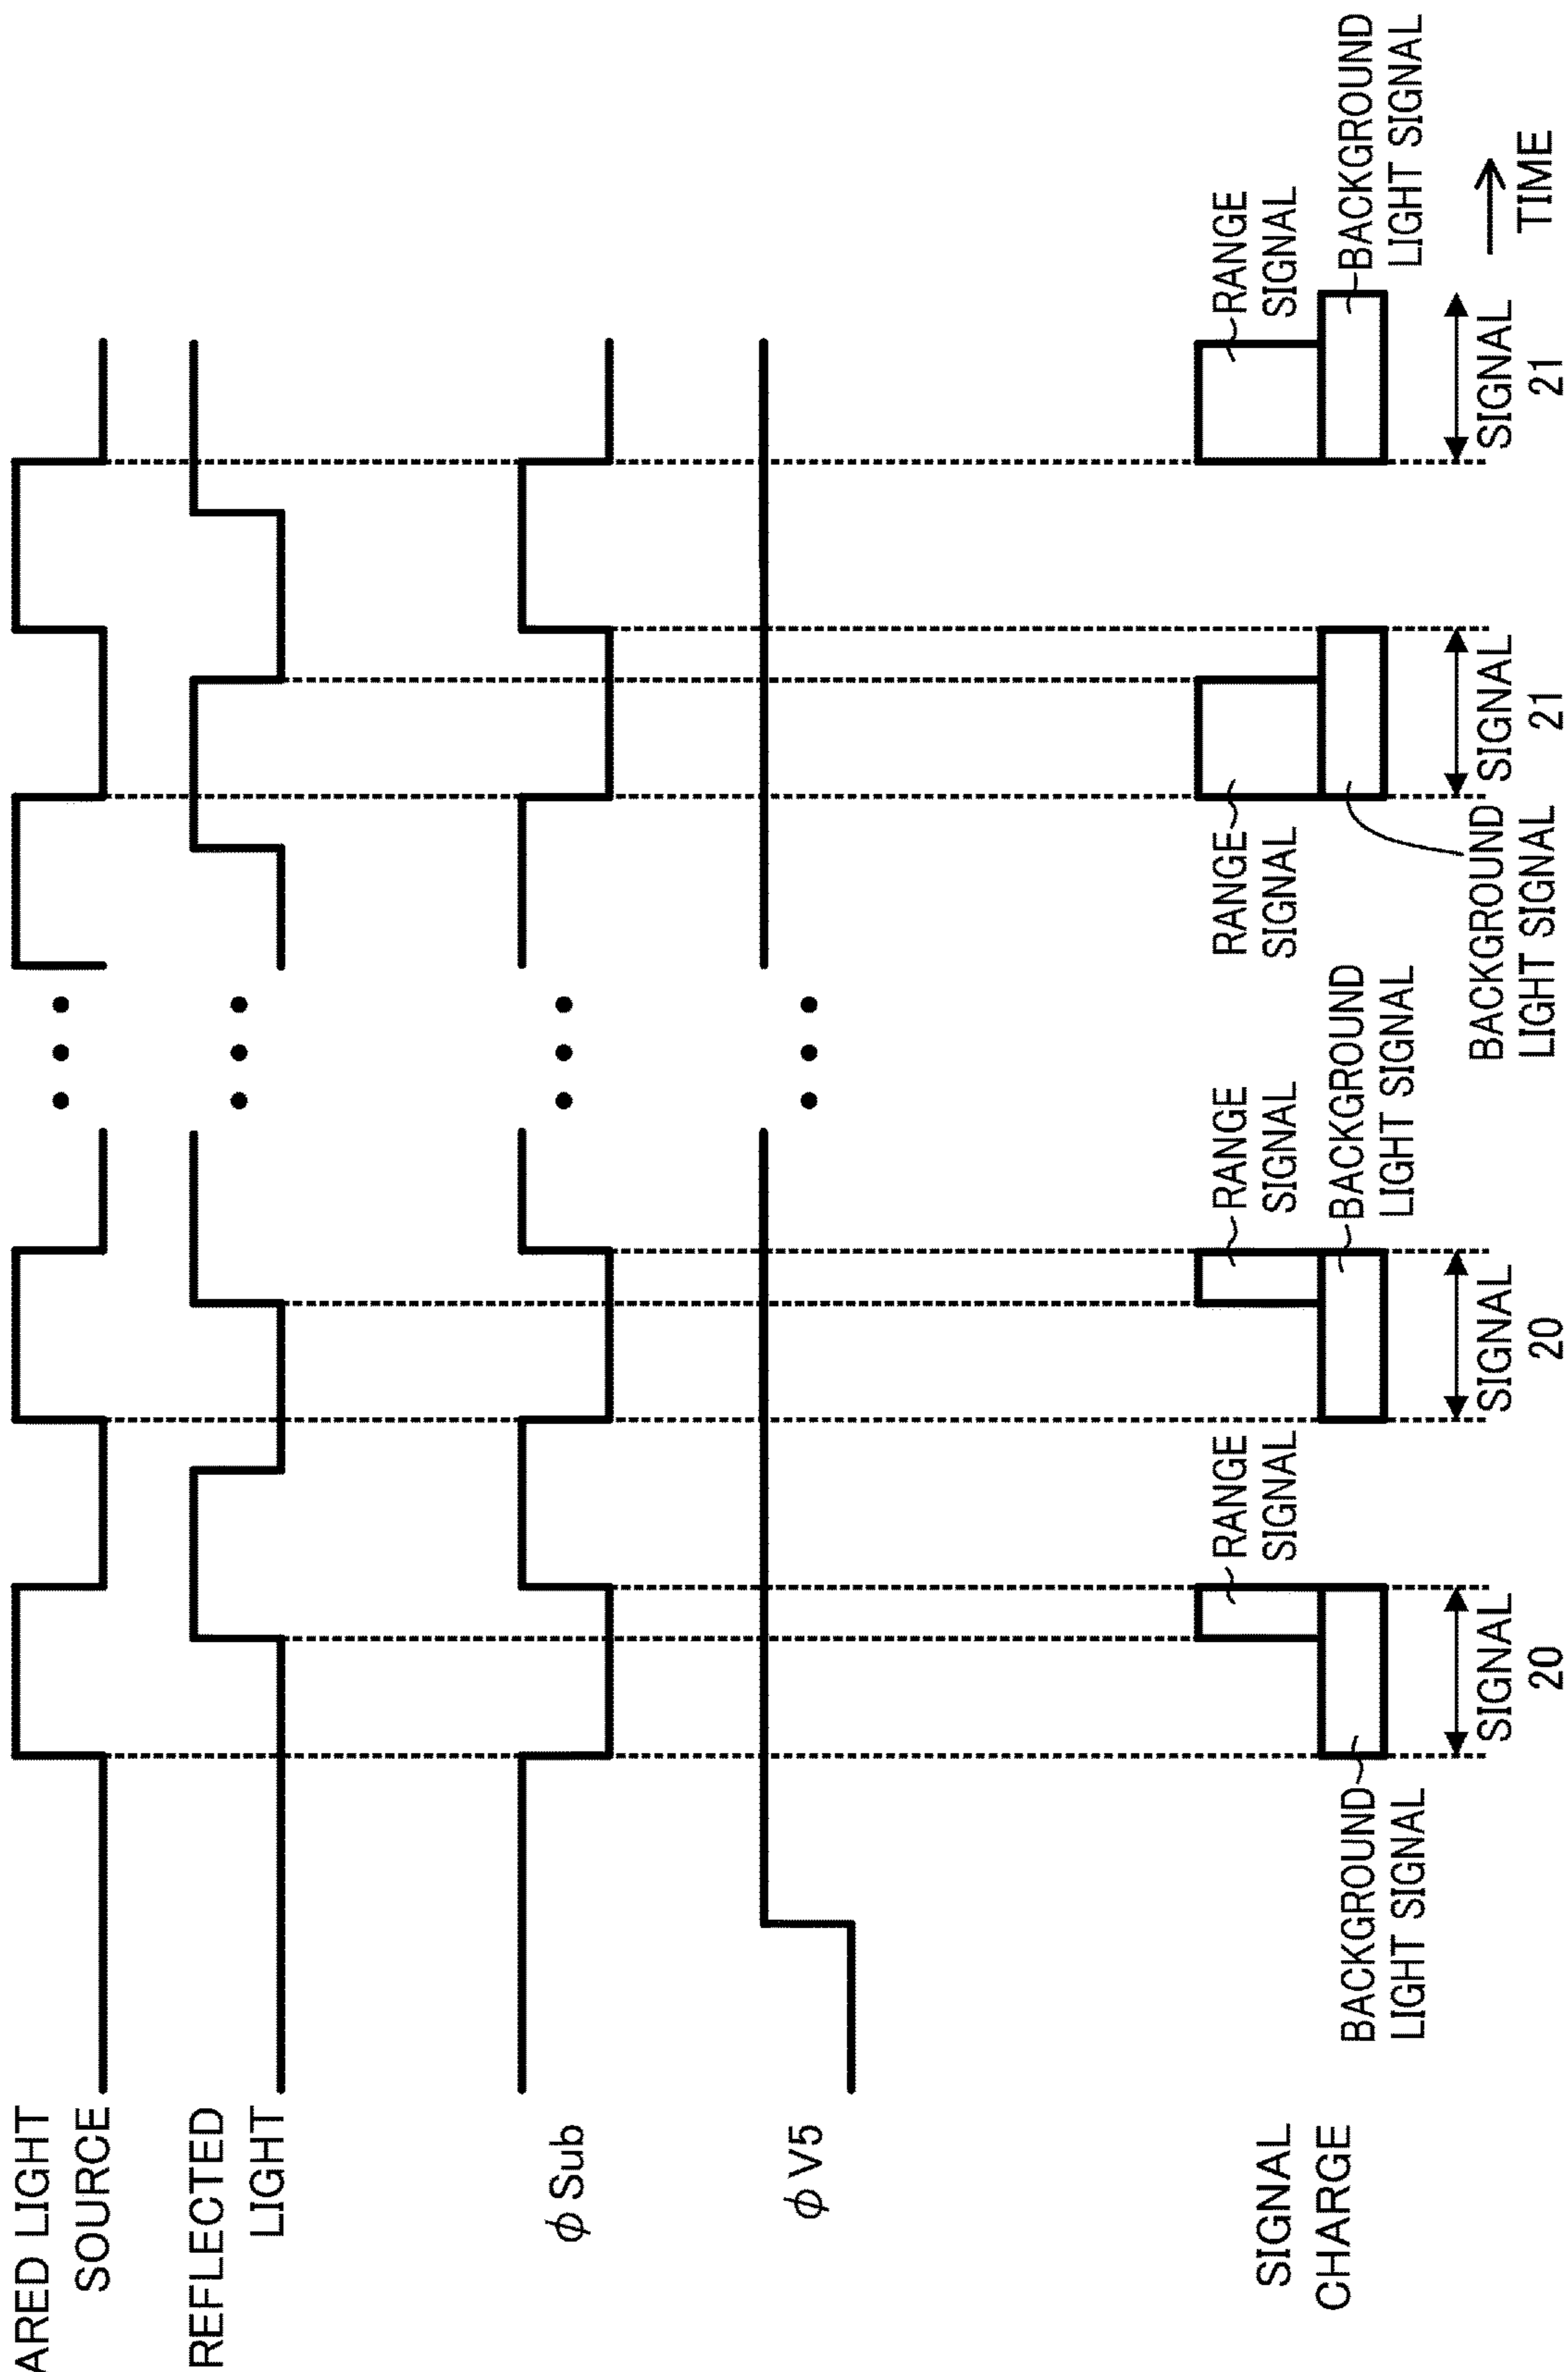 ARED LIGHT
SOURCE
REFLECTED
LIGHT
φ Sub
φ V5
SIGNAL
CHARGE
BACKGROUND
LIGHT SIGNAL
RANGE
SIGNAL
RANGE
SIGNAL
BACKGROUND
LIGHT SIGNAL
RANGE
SIGNAL
BACKGROUND
LIGHT SIGNAL
RANGE
SIGNAL
BACKGROUND
LIGHT SIGNAL
SIGNAL
20
SIGNAL
20
SIGNAL
21
SIGNAL
21
TIME